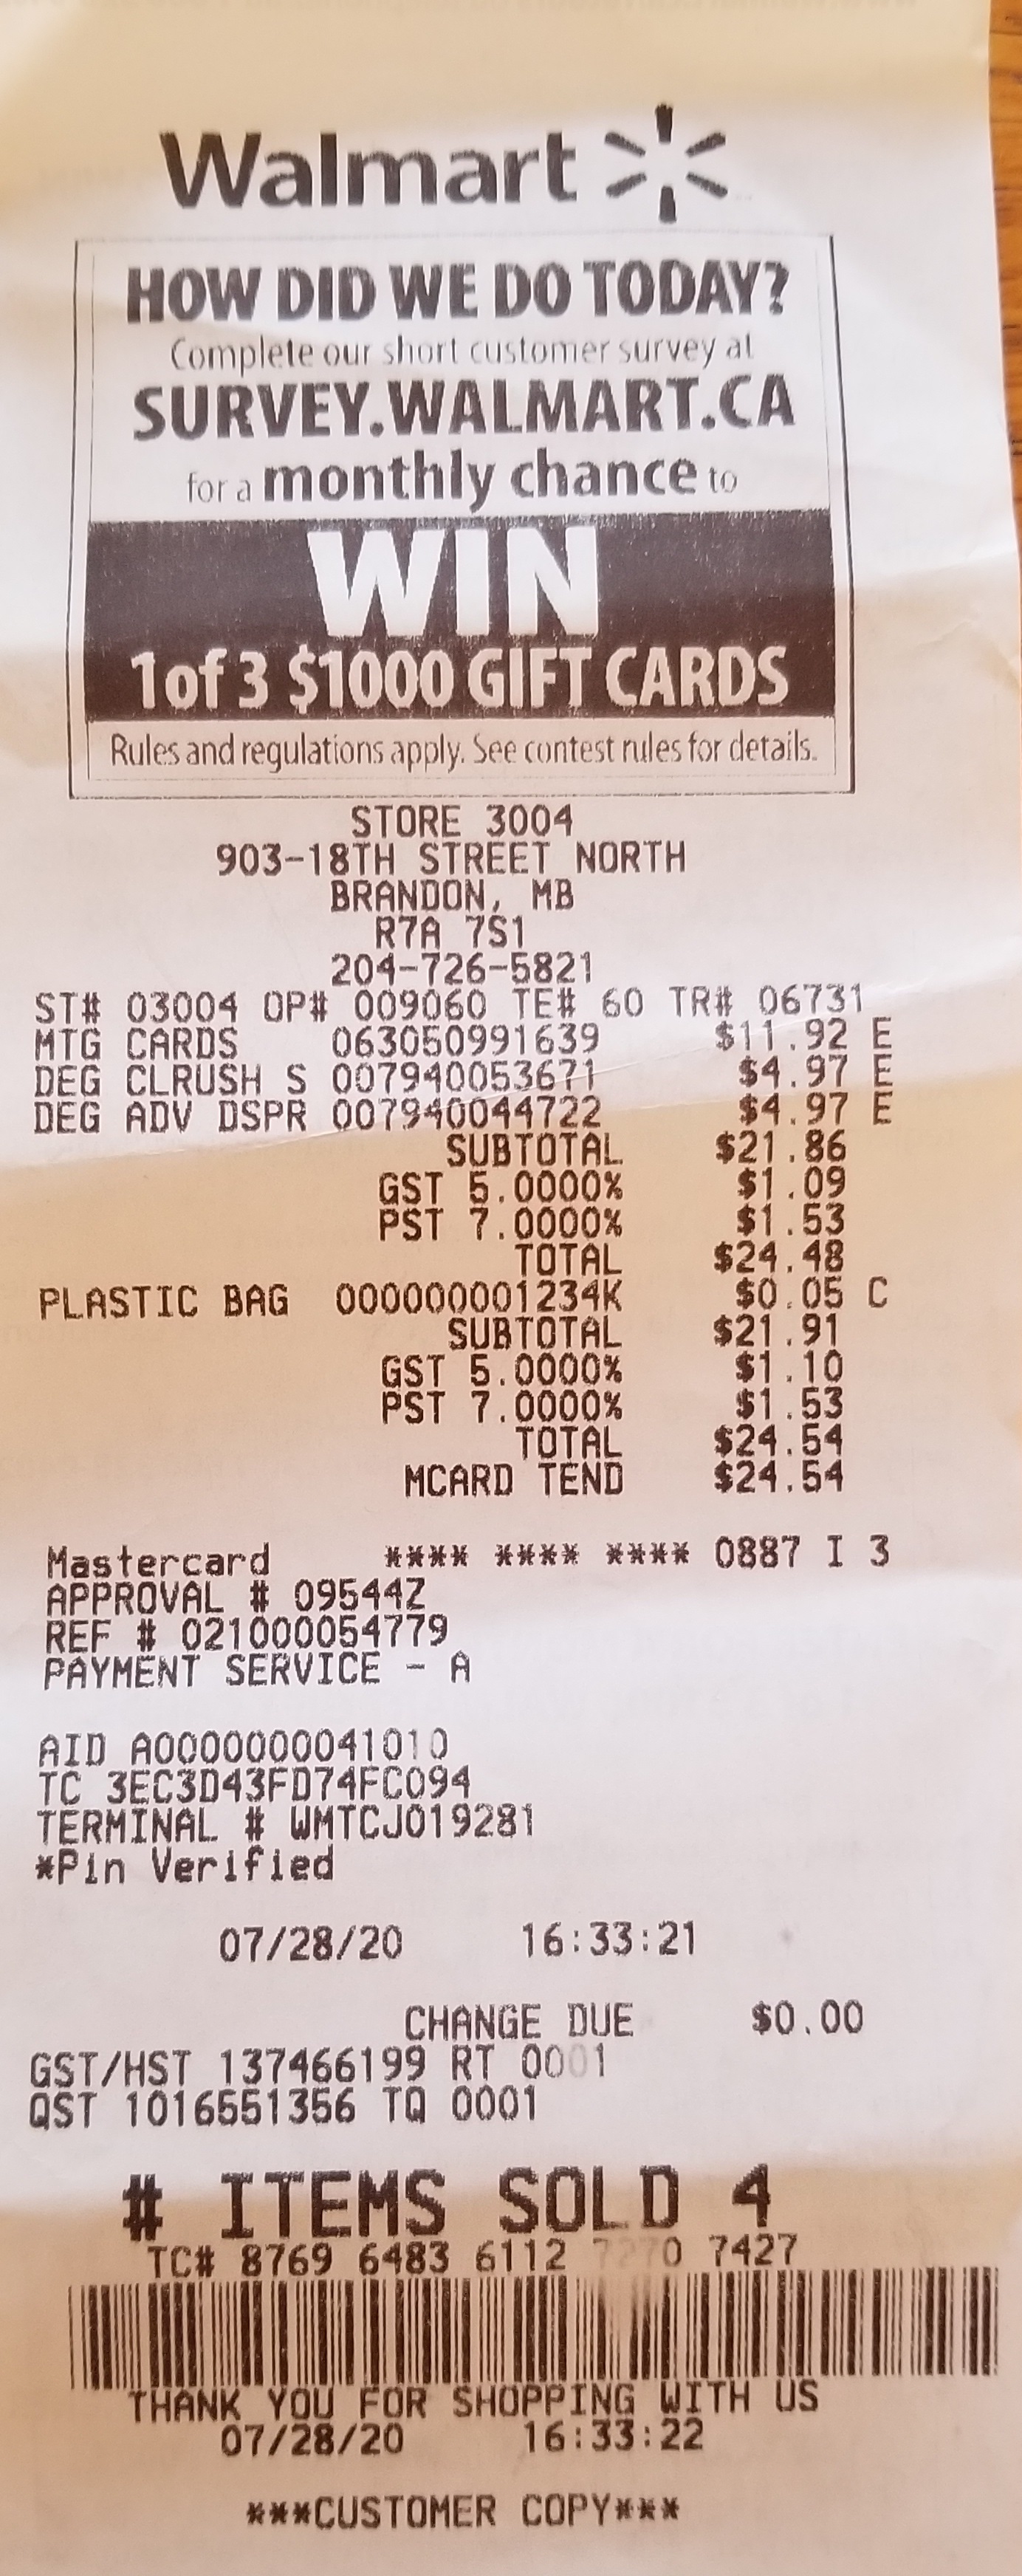 Walmart
HOW DID WE DO TODAY?
Complete our short customer survey at
SURVEY.WALMART.CA
for a monthly chance to
WIN
1 of 3 $1000 GIFT CARDS
Rules and regulations apply. See contest rules for details.
STORE 3004
903-18TH STREET NORTH
BRANDON, MB
R7A 7S1
204-726-5821
ST# 03004 OP# 009060 TE# 60 TR# 06731
MTG CARDS 063050991639 $11.92 E
DEG CLRUSH S 007940053671 $4.97 E
DEG ADV DSPR 007940044722 $4.97 E
SUBTOTAL $21.86
GST 5.0000% $1.09
PST 7.0000% $1.53
TOTAL $24.48
PLASTIC BAG 000000001234K $0.05 C
SUBTOTAL $21.91
GST 5.0000% $1.10
PST 7.0000% $1.53
TOTAL $24.54
MCARD TEND $24.54
Mastercard **** **** **** 0887 I 3
APPROVAL # 09544Z
REF # 021000054779
PAYMENT SERVICE - A
AID A0000000041010
TC 3EC3D43FD74FC094
TERMINAL # WMTCJ019281
*Pin Verified
07/28/20 16:33:21
CHANGE DUE $0.00
GST/HST 137466199 RT 0001
QST 1016551356 TQ 0001
# ITEMS SOLD 4
TC# 8769 6483 6112 7270 7427
THANK YOU FOR SHOPPING WITH US
07/28/20 16:33:22
***CUSTOMER COPY***